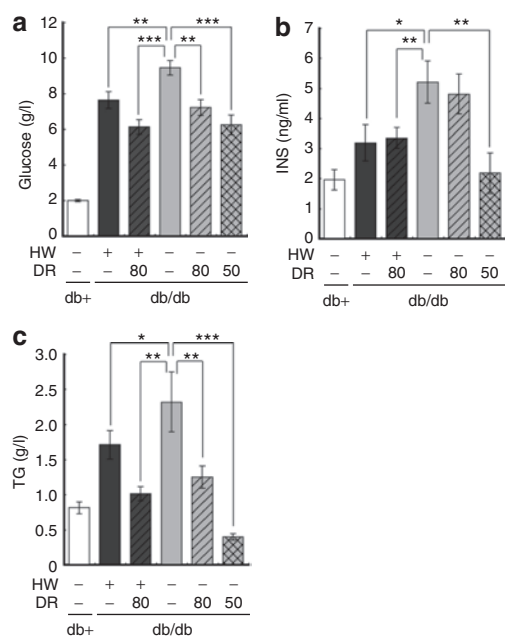 a
Glucose (g/l)
12
10
8
6
4
2
0
** ***
*** **
HW − + + − − −
DR − − 80 − 80 50
db+ db/db
b
INS (ng/ml)
7
6
5
4
3
2
1
0
* **
**
HW − + + − − −
DR − − 80 − 80 50
db+ db/db
c
TG (g/l)
3.0
2.5
2.0
1.5
1.0
0.5
0
* ***
** **
HW − + + − − −
DR − − 80 − 80 50
db+ db/db